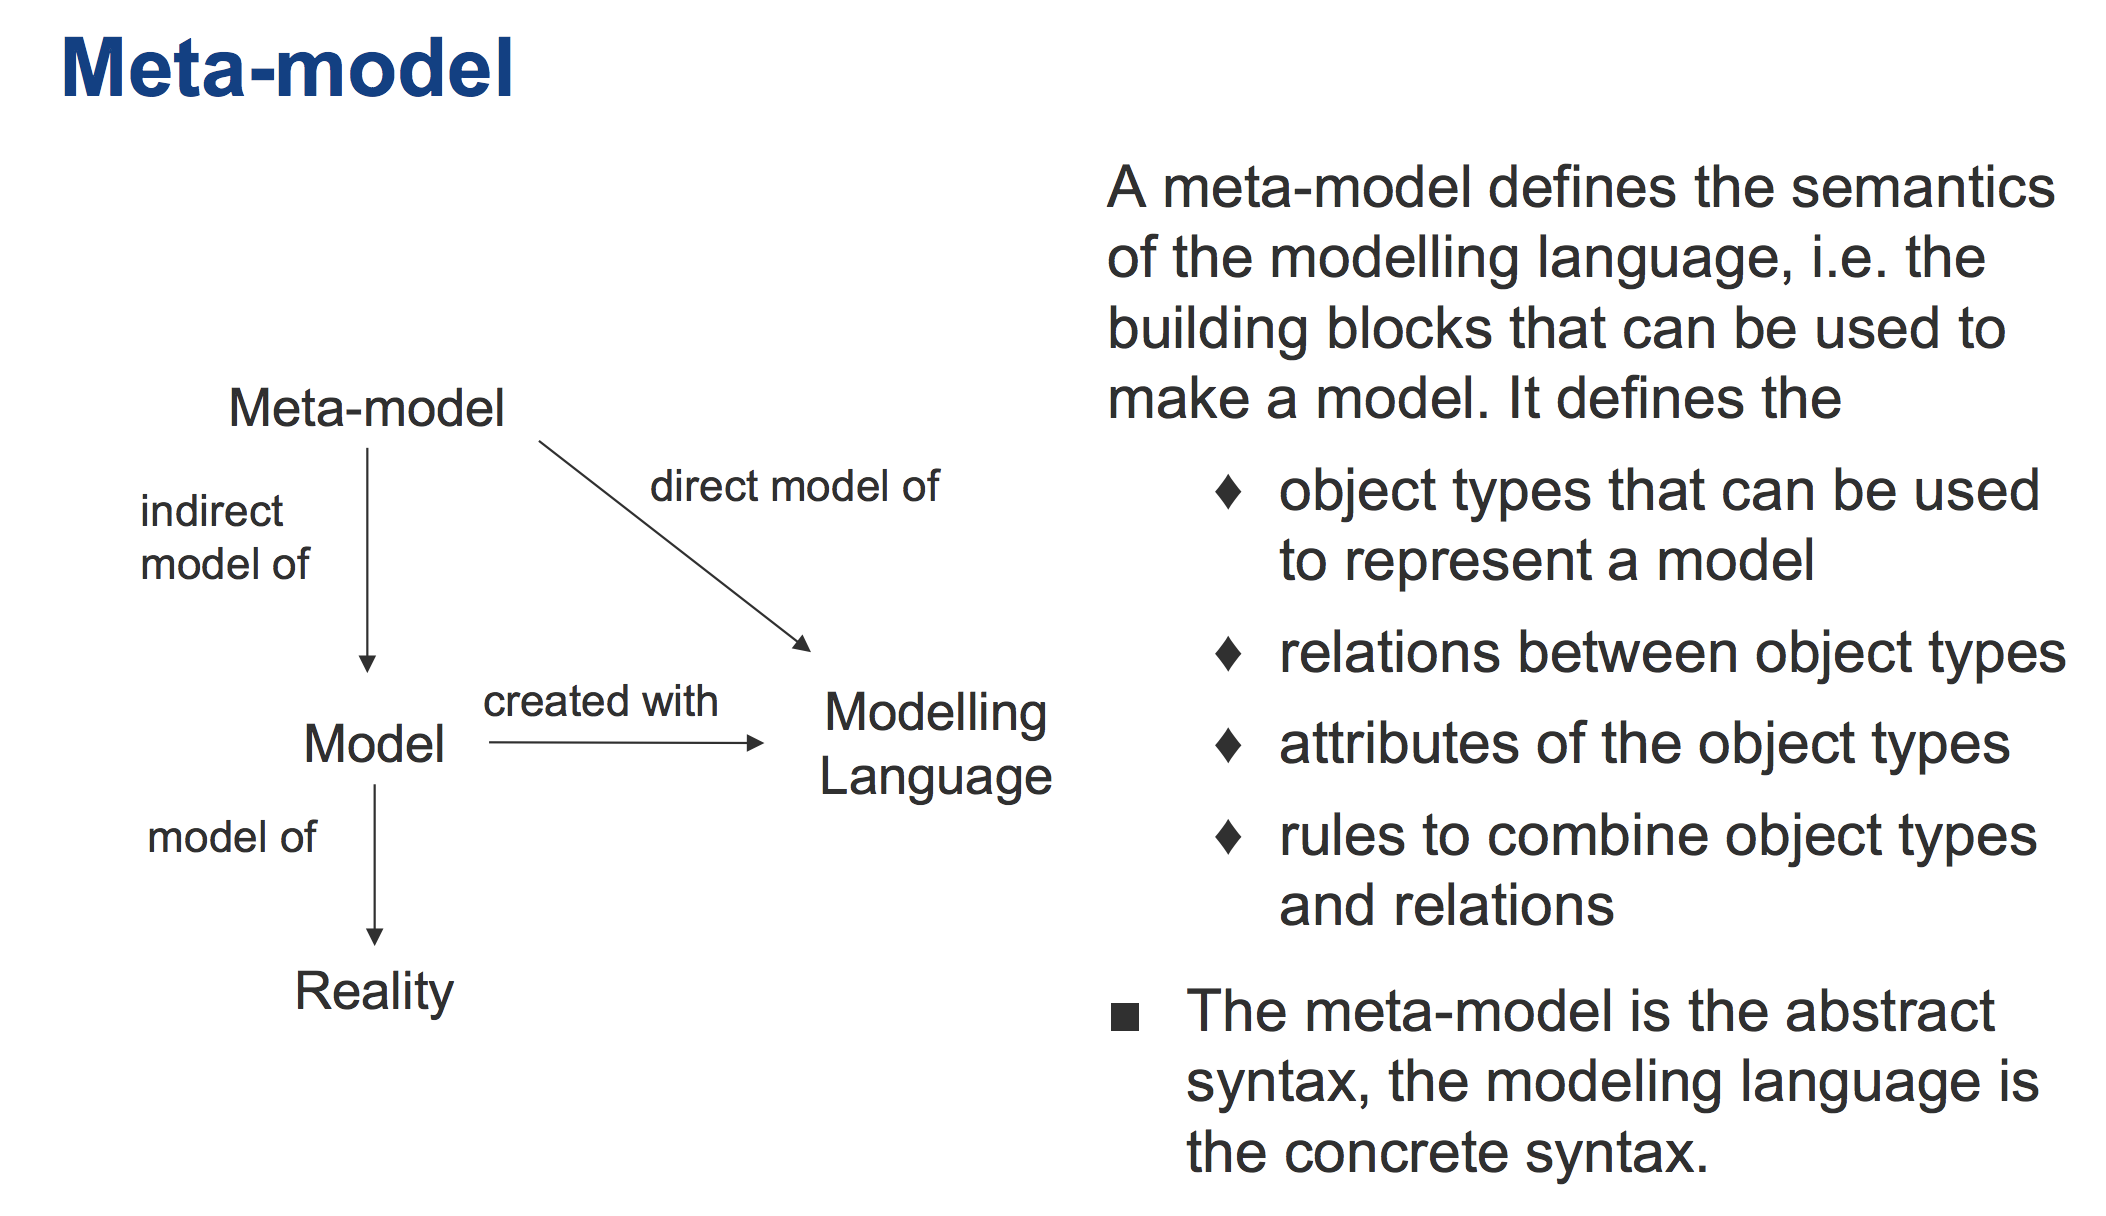 Meta-model
Meta-model
indirect
model of
direct model of
Model
created with
Modelling
Language
model of
Reality
A meta-model defines the semantics
of the modelling language, i.e. the
building blocks that can be used to
make a model. It defines the
♦ object types that can be used
to represent a model
♦ relations between object types
♦ attributes of the object types
♦ rules to combine object types
and relations
■ The meta-model is the abstract
syntax, the modeling language is
the concrete syntax.